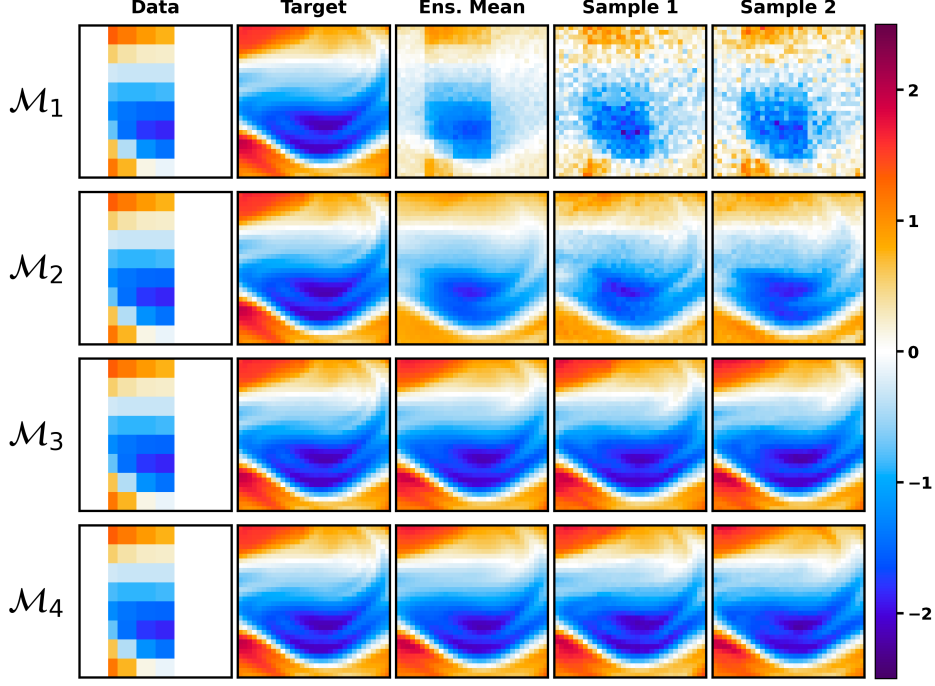 Data Target Ens. Mean Sample 1 Sample 2
ℳ₁
ℳ₂
ℳ₃
ℳ₄
2
1
0
−1
−2